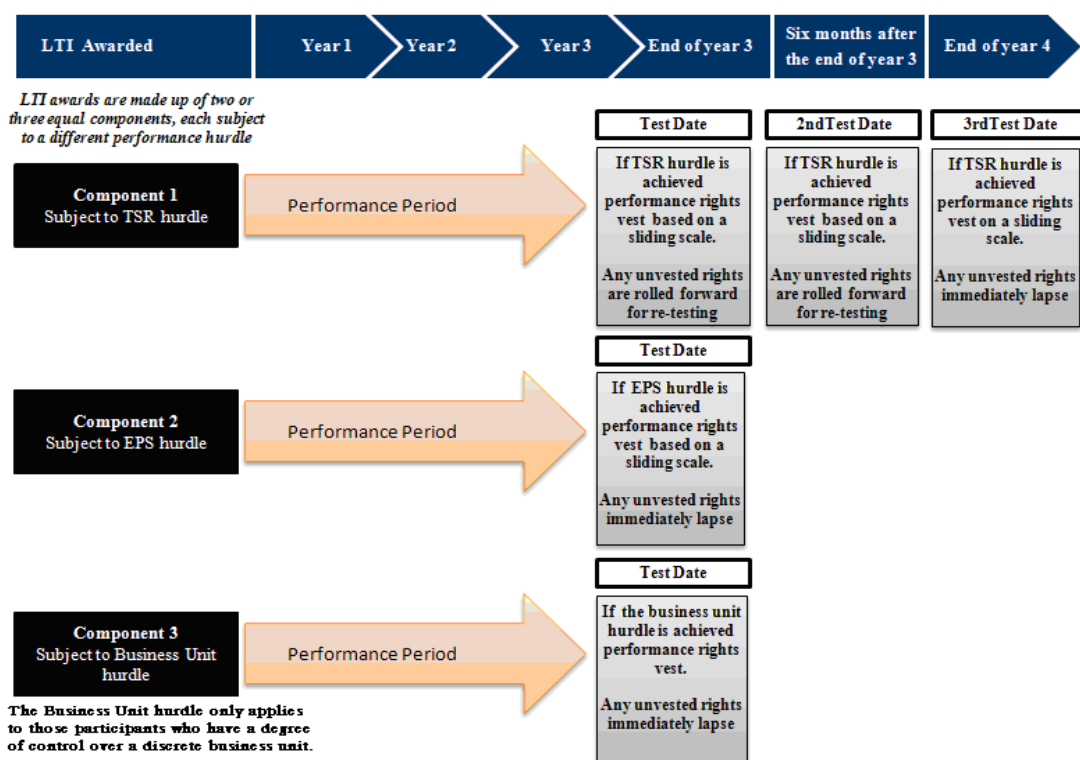 LTI Awarded
Year 1
Year 2
Year 3
End of year 3
Six months after
the end of year 3
End of year 4
LTI awards are made up of two or
three equal components, each subject
to a different performance hurdle
Test Date
2ndTest Date
3rdTest Date
Component 1
Subject to TSR hurdle
Performance Period
If TSR hurdle is
achieved
performance rights
vest based on a
sliding scale.
Any unvested rights
are rolled forward
for re-testing
If TSR hurdle is
achieved
performance rights
vest based on a
sliding scale.
Any unvested rights
are rolled forward
for re-testing
If TSR hurdle is
achieved
performance rights
vest on a sliding
scale.
Any unvested rights
immediately lapse
Test Date
Component 2
Subject to EPS hurdle
Performance Period
If EPS hurdle is
achieved
performance rights
vest based on a
sliding scale.
Any unvested rights
immediately lapse
Test Date
Component 3
Subject to Business Unit
hurdle
Performance Period
If the business unit
hurdle is achieved
performance rights
vest.
Any unvested rights
immediately lapse
The Business Unit hurdle only applies
to those participants who have a degree
of control over a discrete business unit.